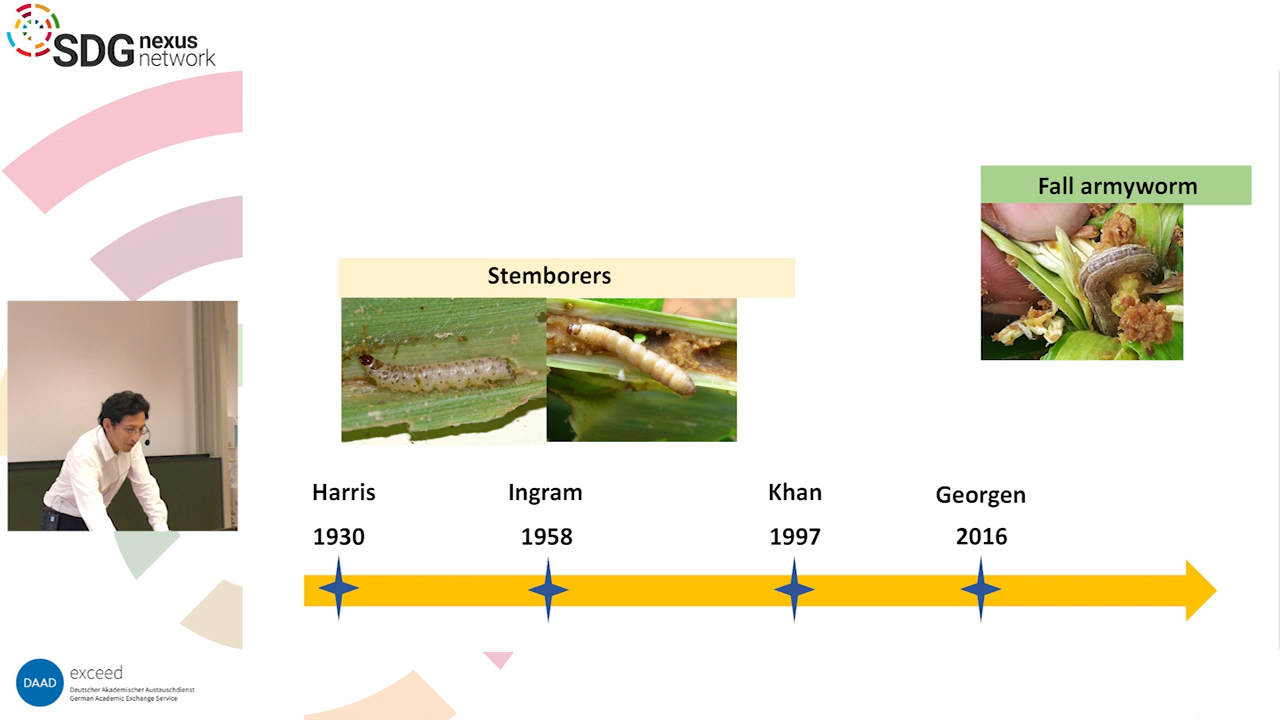 SDG nexus network
Fall armyworm
Stemborers
Harris
Ingram
Khan
Georgen
1930
1958
1997
2016
DAAD
exceed
Deutscher Akademischer Austauschdienst
German Academic Exchange Service